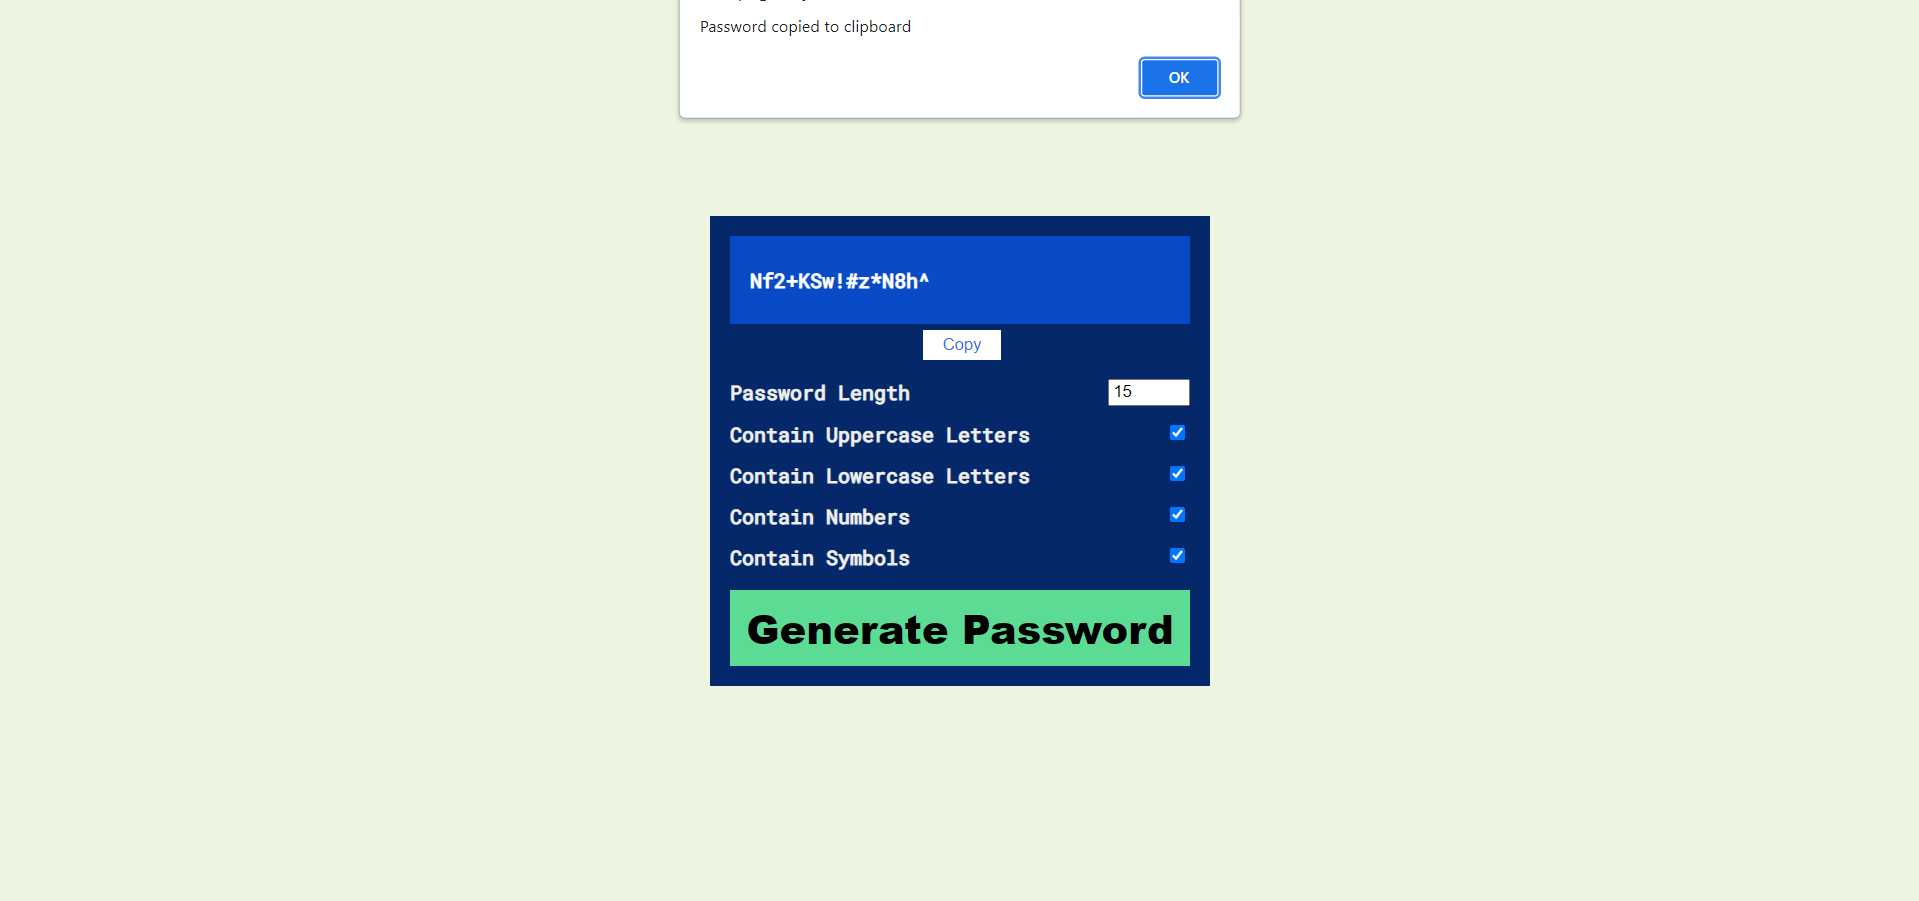 Password copied to clipboard
OK
Nf2+KSw!#z*N8h^
Copy
Password Length
15
Contain Uppercase Letters
Contain Lowercase Letters
Contain Numbers
Contain Symbols
Generate Password